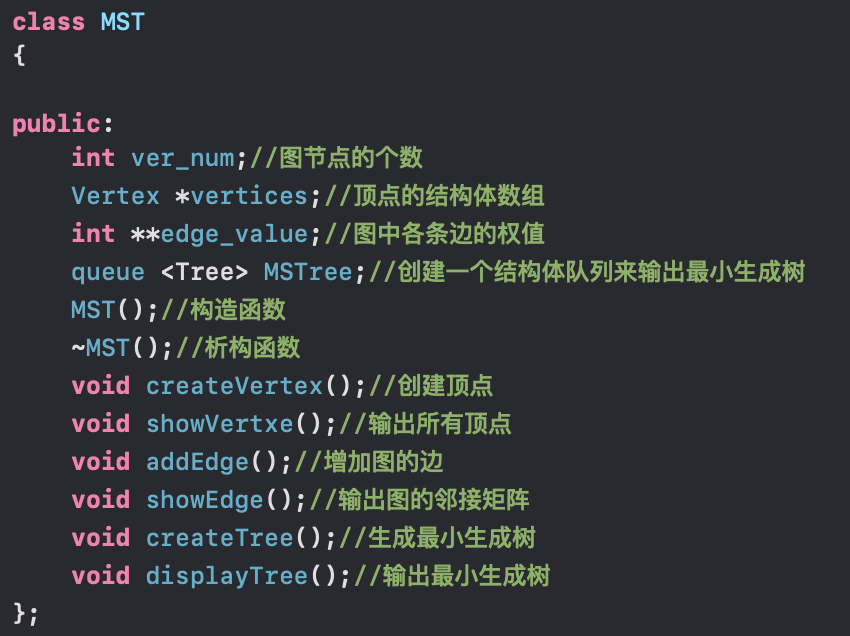 class MST
{
public:
int ver_num;//图节点的个数
Vertex *vertices;//顶点的结构体数组
int **edge_value;//图中各条边的权值
queue <Tree> MSTree;//创建一个结构体队列来输出最小生成树
MST();//构造函数
~MST();//析构函数
void createVertex();//创建顶点
void showVertxe();//输出所有顶点
void addEdge();//增加图的边
void showEdge();//输出图的邻接矩阵
void createTree();//生成最小生成树
void displayTree();//输出最小生成树
};